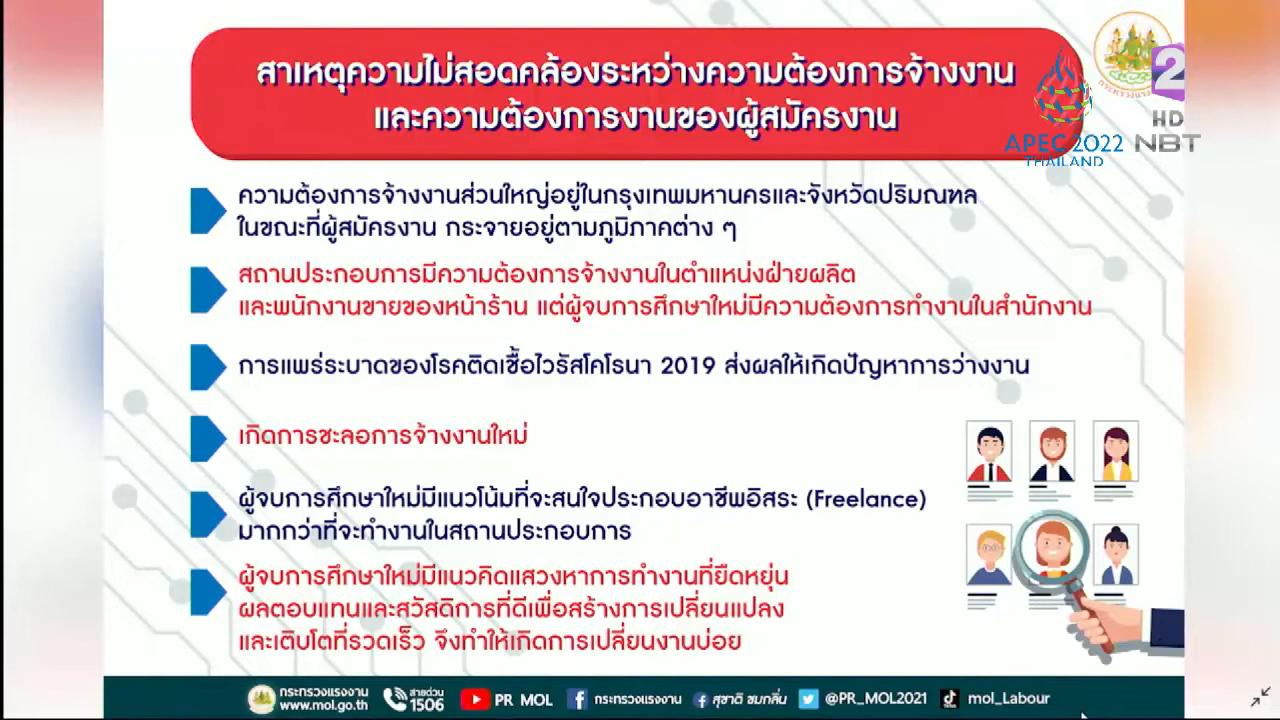 สาเหตุความไม่สอดคล้องระหว่างความต้องการจ้างงาน
และความต้องการงานของผู้สมัครงาน
2
HD
APEC 2022 NBT
THAILAND
ความต้องการจ้างงานส่วนใหญ่อยู่ในกรุงเทพมหานครและจังหวัดปริมณฑล
ในขณะที่ผู้สมัครงาน กระจายอยู่ตามภูมิภาคต่าง ๆ
สถานประกอบการมีความต้องการจ้างงานในตำแหน่งฝ่ายผลิต
และพนักงานขายของหน้าร้าน แต่ผู้จบการศึกษาใหม่มีความต้องการทำงานในสำนักงาน
การแพร่ระบาดของโรคติดเชื้อไวรัสโคโรนา 2019 ส่งผลให้เกิดปัญหาการว่างงาน
เกิดการชะลอการจ้างงานใหม่
ผู้จบการศึกษาใหม่มีแนวโน้มที่จะสนใจประกอบอาชีพอิสระ (Freelance)
มากกว่าที่จะทำงานในสถานประกอบการ
ผู้จบการศึกษาใหม่มีแนวคิดแสวงหาการทำงานที่ยืดหยุ่น
ผลตอบแทนและสวัสดิการที่ดีเพื่อสร้างการเปลี่ยนแปลง
และเติบโตที่รวดเร็ว จึงทำให้เกิดการเปลี่ยนงานบ่อย
กระทรวงแรงงาน
www.mol.go.th
สายด่วน
1506
PR MOL
กระทรวงแรงงาน
สุชาติ ชมกลิ่น
@PR_MOL2021
mol_Labour